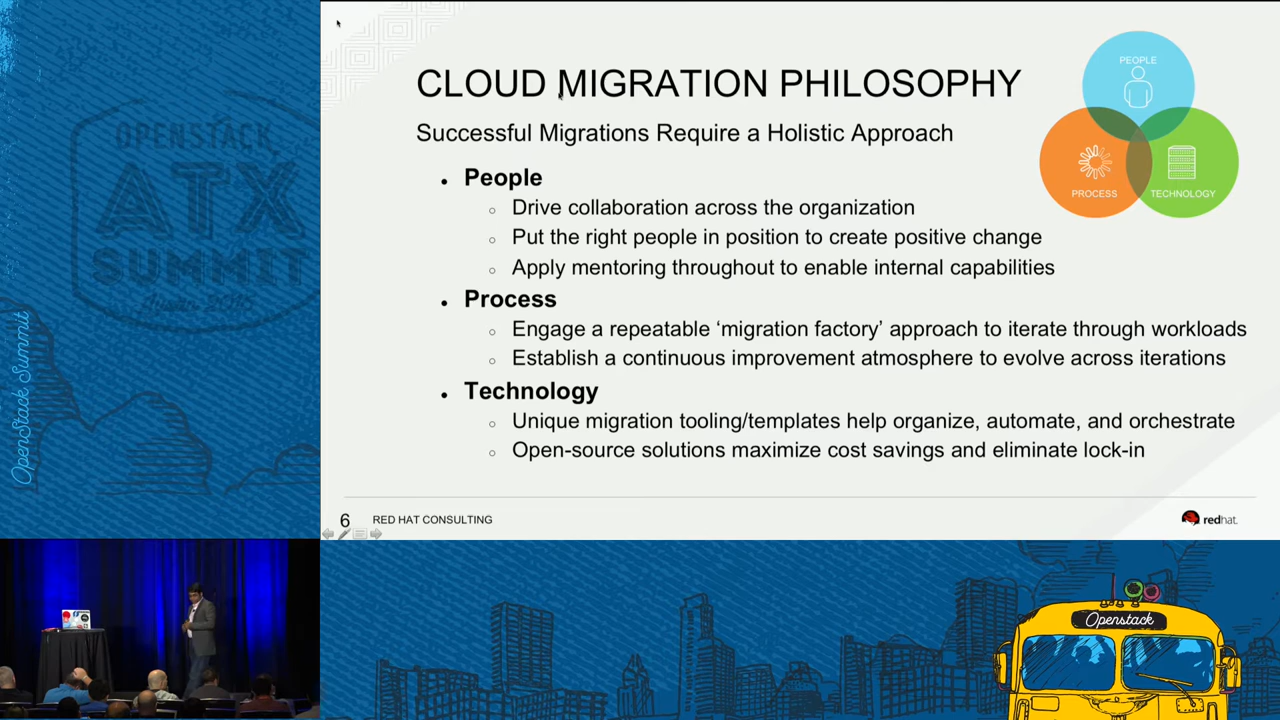 OPENSTACK
ATX
SUMMIT
Austin 2016
OpenStack Summit
CLOUD MIGRATION PHILOSOPHY
Successful Migrations Require a Holistic Approach
PEOPLE
PROCESS
TECHNOLOGY
• People
○ Drive collaboration across the organization
○ Put the right people in position to create positive change
○ Apply mentoring throughout to enable internal capabilities
• Process
○ Engage a repeatable ‘migration factory’ approach to iterate through workloads
○ Establish a continuous improvement atmosphere to evolve across iterations
• Technology
○ Unique migration tooling/templates help organize, automate, and orchestrate
○ Open-source solutions maximize cost savings and eliminate lock-in
6 RED HAT CONSULTING
redhat.
Openstack